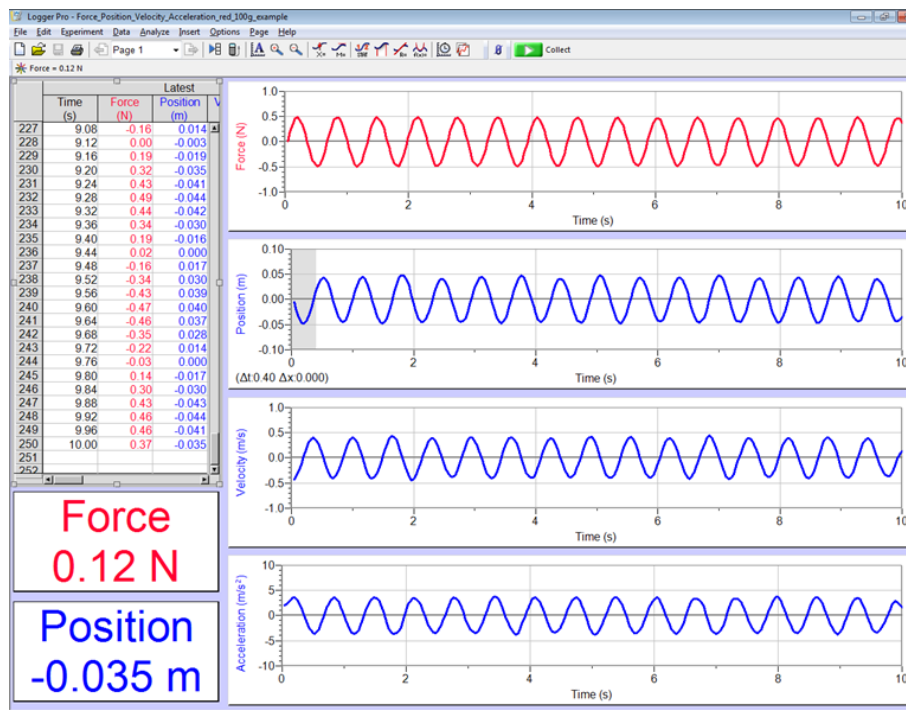 Logger Pro - Force_Position_Velocity_Acceleration_red_100g_example
File Edit Experiment Data Analyze Insert Options Page Help
Page 1
Collect
Force = 0.12 N
Latest
Time Force Position V
(s) (N) (m)
227 9.08 -0.16 0.014
228 9.12 0.00 -0.003
229 9.16 0.19 -0.019
230 9.20 0.32 -0.035
231 9.24 0.43 -0.041
232 9.28 0.49 -0.044
233 9.32 0.44 -0.042
234 9.36 0.34 -0.030
235 9.40 0.19 -0.016
236 9.44 0.02 0.000
237 9.48 -0.16 0.017
238 9.52 -0.34 0.030
239 9.56 -0.43 0.039
240 9.60 -0.47 0.040
241 9.64 -0.46 0.037
242 9.68 -0.35 0.028
243 9.72 -0.22 0.014
244 9.76 -0.03 0.000
245 9.80 0.14 -0.017
246 9.84 0.30 -0.030
247 9.88 0.43 -0.043
248 9.92 0.46 -0.044
249 9.96 0.46 -0.041
250 10.00 0.37 -0.035
251
252
Force
0.12 N
Position
-0.035 m
Force (N)
1.0
0.5
0.0
-0.5
-1.0
0 2 4 6 8 10
Time (s)
Position (m)
0.10
0.05
0.00
-0.05
-0.10
0 2 4 6 8 10
(Δt:0.40 Δx:0.000)
Time (s)
Velocity (m/s)
1.0
0.5
0.0
-0.5
-1.0
0 2 4 6 8 10
Time (s)
Acceleration (m/s²)
10
5
0
-5
-10
0 2 4 6 8 10
Time (s)